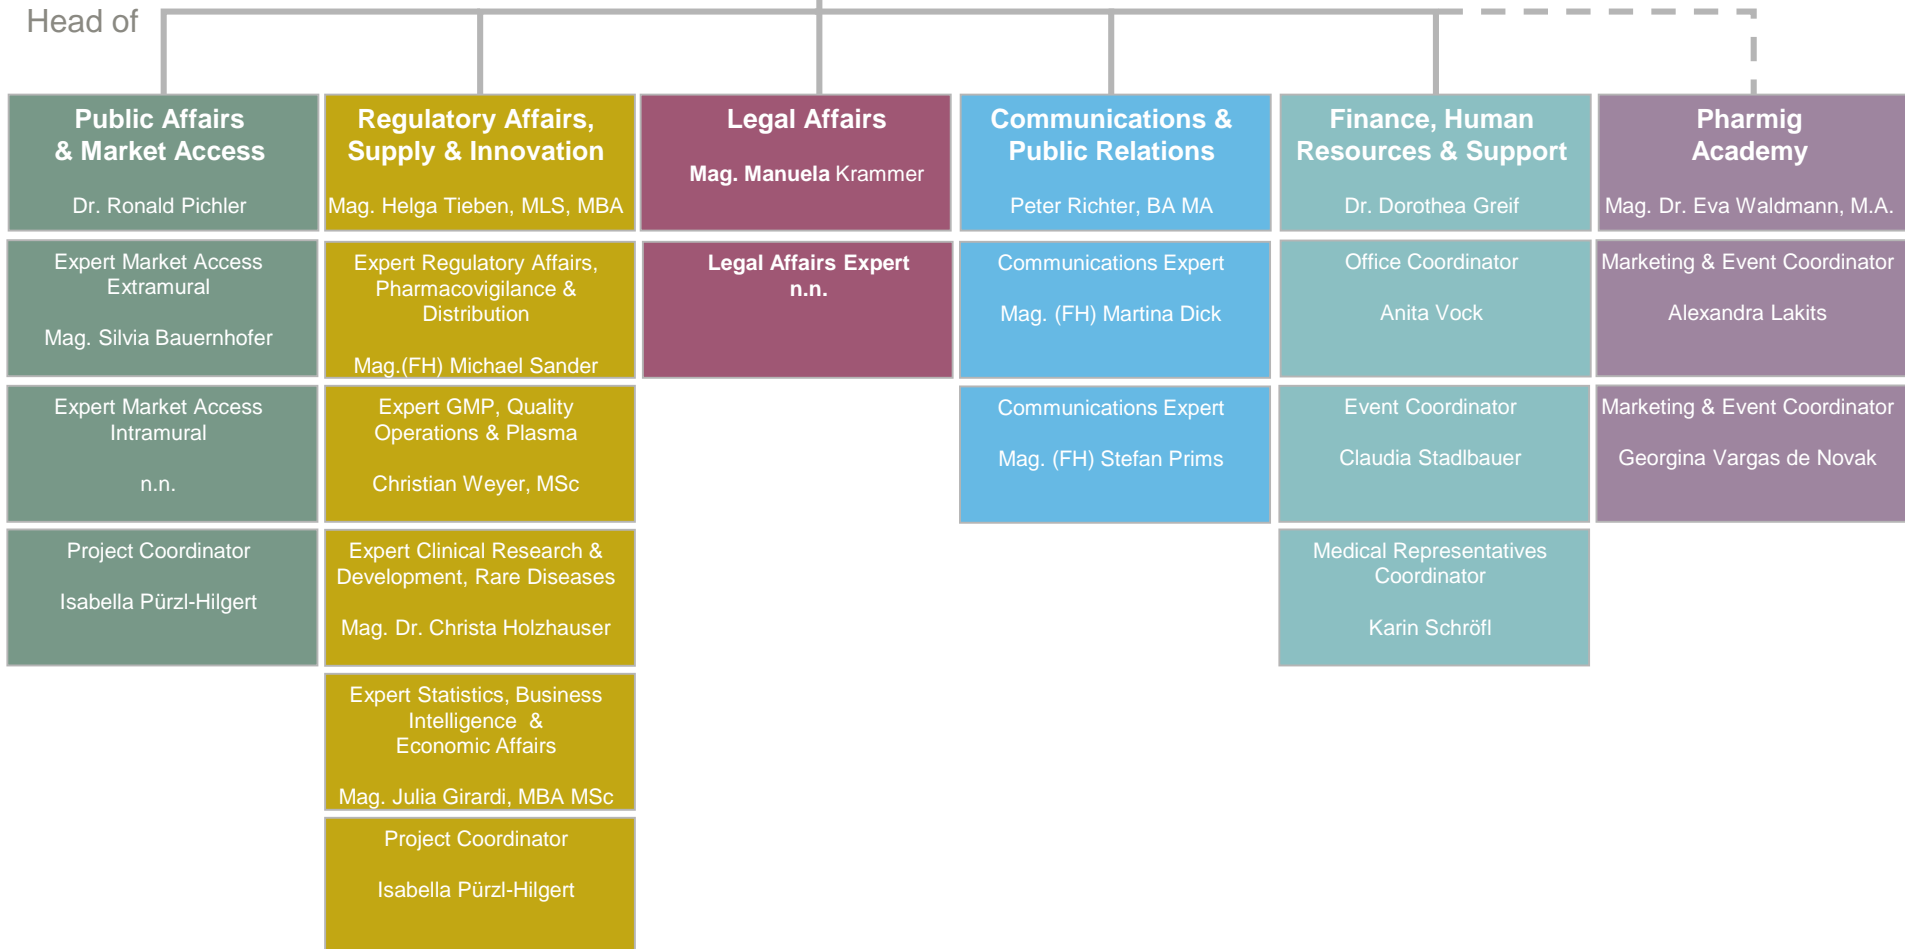 Head of
Public Affairs
& Market Access
Dr. Ronald Pichler
Expert Market Access
Extramural
Mag. Silvia Bauernhofer
Expert Market Access
Intramural
n.n.
Project Coordinator
Isabella Pürzl-Hilgert
Regulatory Affairs,
Supply & Innovation
Mag. Helga Tieben, MLS, MBA
Expert Regulatory Affairs,
Pharmacovigilance &
Distribution
Mag.(FH) Michael Sander
Expert GMP, Quality
Operations & Plasma
Christian Weyer, MSc
Expert Clinical Research &
Development, Rare Diseases
Mag. Dr. Christa Holzhauser
Expert Statistics, Business
Intelligence &
Economic Affairs
Mag. Julia Girardi, MBA MSc
Project Coordinator
Isabella Pürzl-Hilgert
Legal Affairs
Mag. Manuela Krammer
Legal Affairs Expert
n.n.
Communications &
Public Relations
Peter Richter, BA MA
Communications Expert
Mag. (FH) Martina Dick
Communications Expert
Mag. (FH) Stefan Prims
Finance, Human
Resources & Support
Dr. Dorothea Greif
Office Coordinator
Anita Vock
Event Coordinator
Claudia Stadlbauer
Medical Representatives
Coordinator
Karin Schröfl
Pharmig
Academy
Mag. Dr. Eva Waldmann, M.A.
Marketing & Event Coordinator
Alexandra Lakits
Marketing & Event Coordinator
Georgina Vargas de Novak